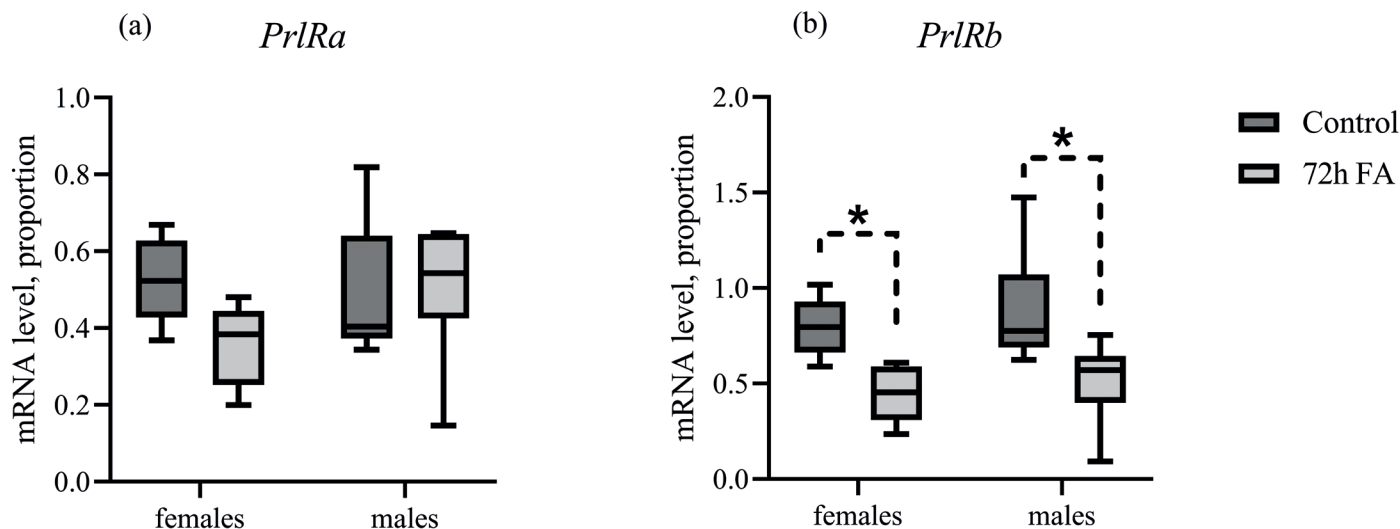 (a)
PrlRa
mRNA level, proportion
1.0
0.8
0.6
0.4
0.2
0.0
females
males
(b)
PrlRb
mRNA level, proportion
2.0
1.5
1.0
0.5
0.0
*
*
females
males
Control
72h FA